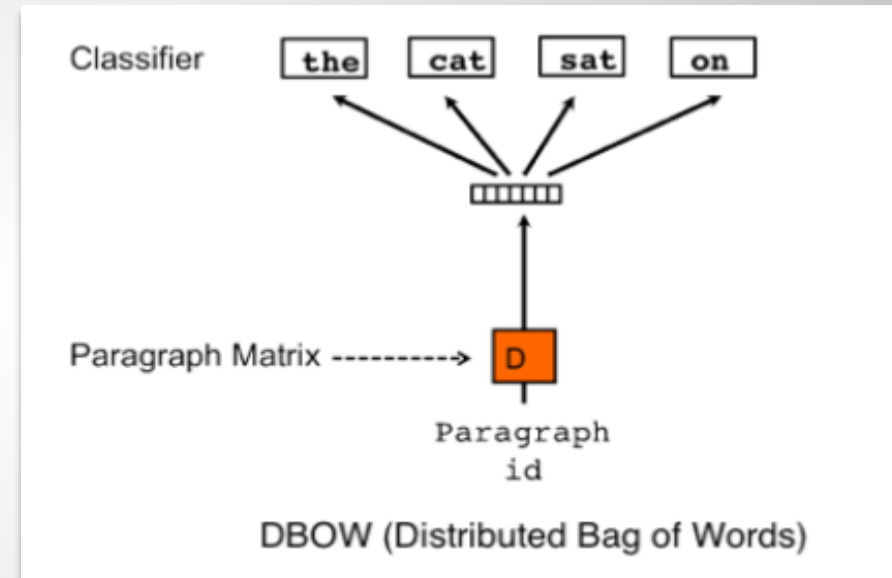 Classifier the cat sat on
Paragraph Matrix
D
Paragraph
id
DBOW (Distributed Bag of Words)